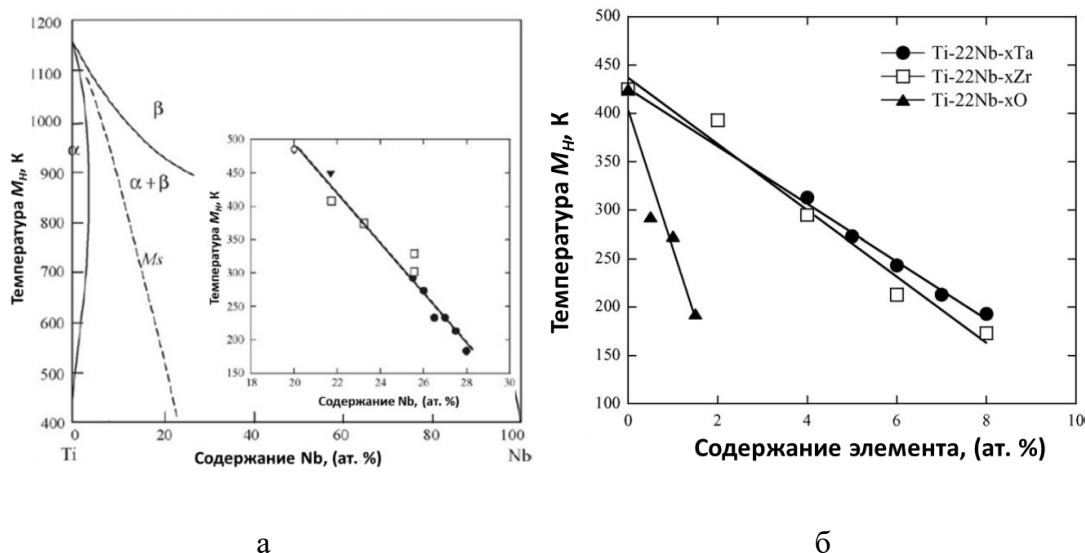 1200
1100
1000
900
800
700
600
500
400
Температура Mн, К
β
α
α+β
Ms
0
20
40
60
80
100
Ti
Содержание Nb, (ат. %)
Nb
500
450
400
350
300
250
200
150
Температура Mн, К
18
20
22
24
26
28
30
Содержание Nb, (ат. %)
а
500
450
400
350
300
250
200
150
100
Температура MН, К
Ti-22Nb-xTa
Ti-22Nb-xZr
Ti-22Nb-xO
0
2
4
6
8
10
Содержание элемента, (ат. %)
б